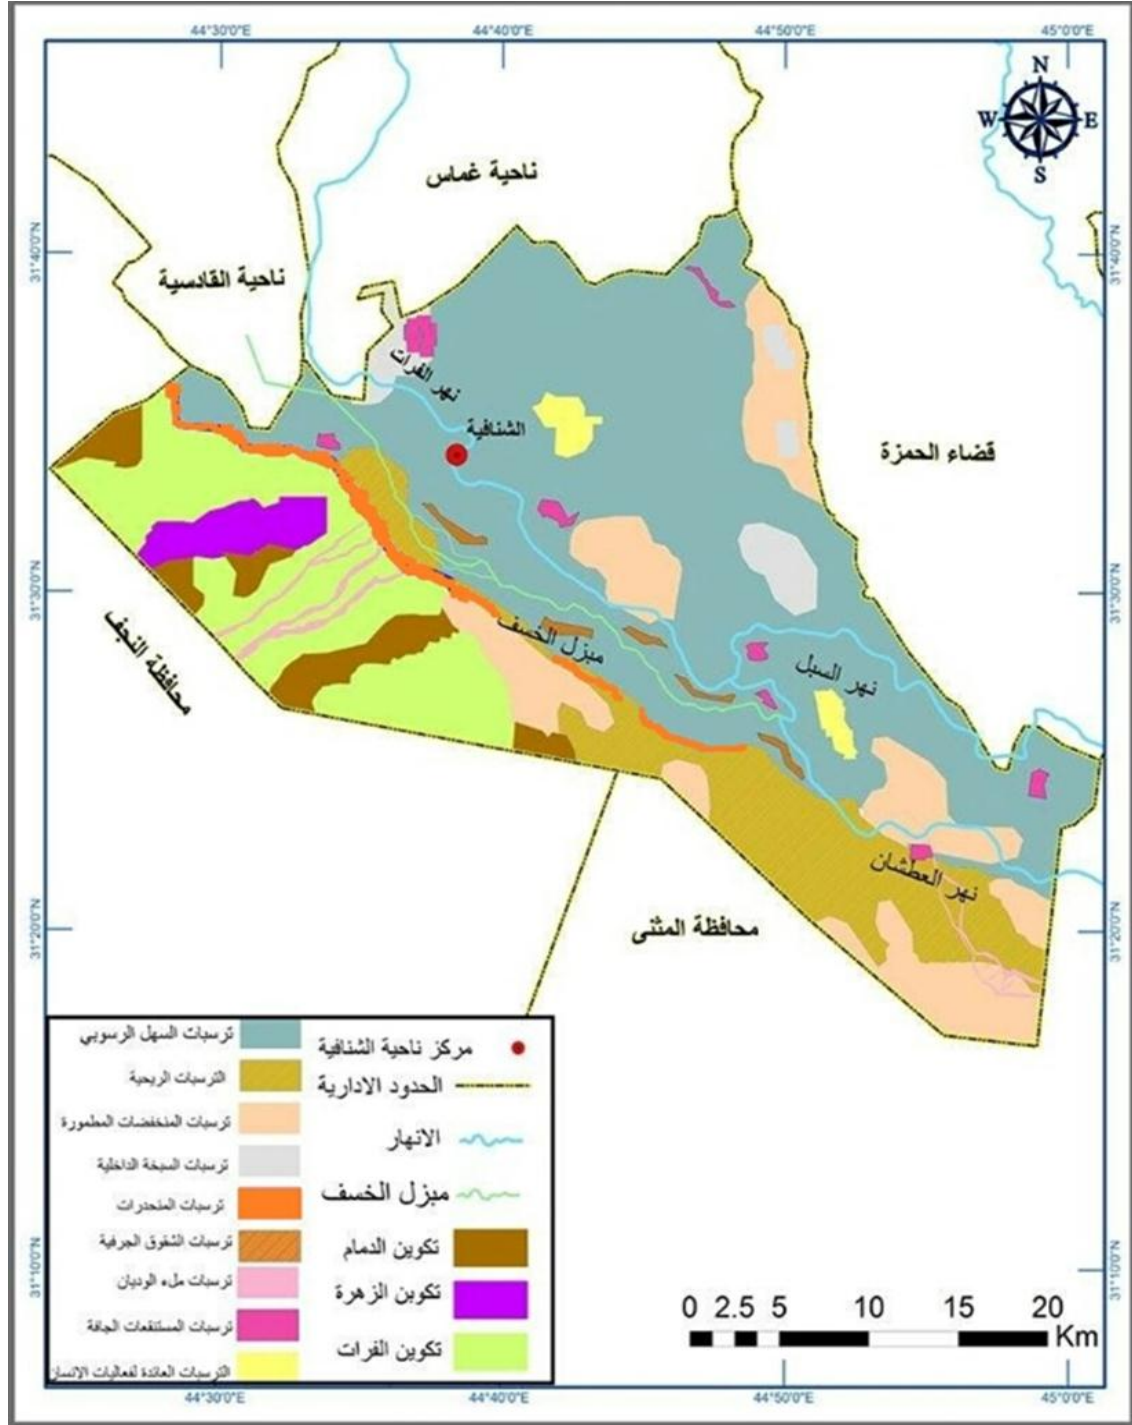 44°30'0"E 44°40'0"E 44°50'0"E 45°0'0"E
N
W E
S
ناحية غماس
31°40'0"N 31°40'0"N
ناحية القادسية
نهر الفرات
الشنافية
قضاء الحمزة
31°30'0"N 31°30'0"N
محافظة النجف
مبزل الخسف
نهر السبل
نهر العطشان
محافظة المثنى
31°20'0"N 31°20'0"N
ترسبات السهل الرسوبي
الترسبات الريحية
ترسبات المنخفضات المطمورة
ترسبات السبخة الداخلية
ترسبات المنحدرات
ترسبات الشقوق الجرفية
ترسبات ملء الوديان
ترسبات المستنقعات الجافة
الترسبات العائدة لفعاليات الانسان
مركز ناحية الشنافية
الحدود الادارية
الانهار
مبزل الخسف
تكوين الدمام
تكوين الزهرة
تكوين الفرات
31°10'0"N 31°10'0"N
0 2.5 5 10 15 20
Km
44°30'0"E 44°40'0"E 44°50'0"E 45°0'0"E